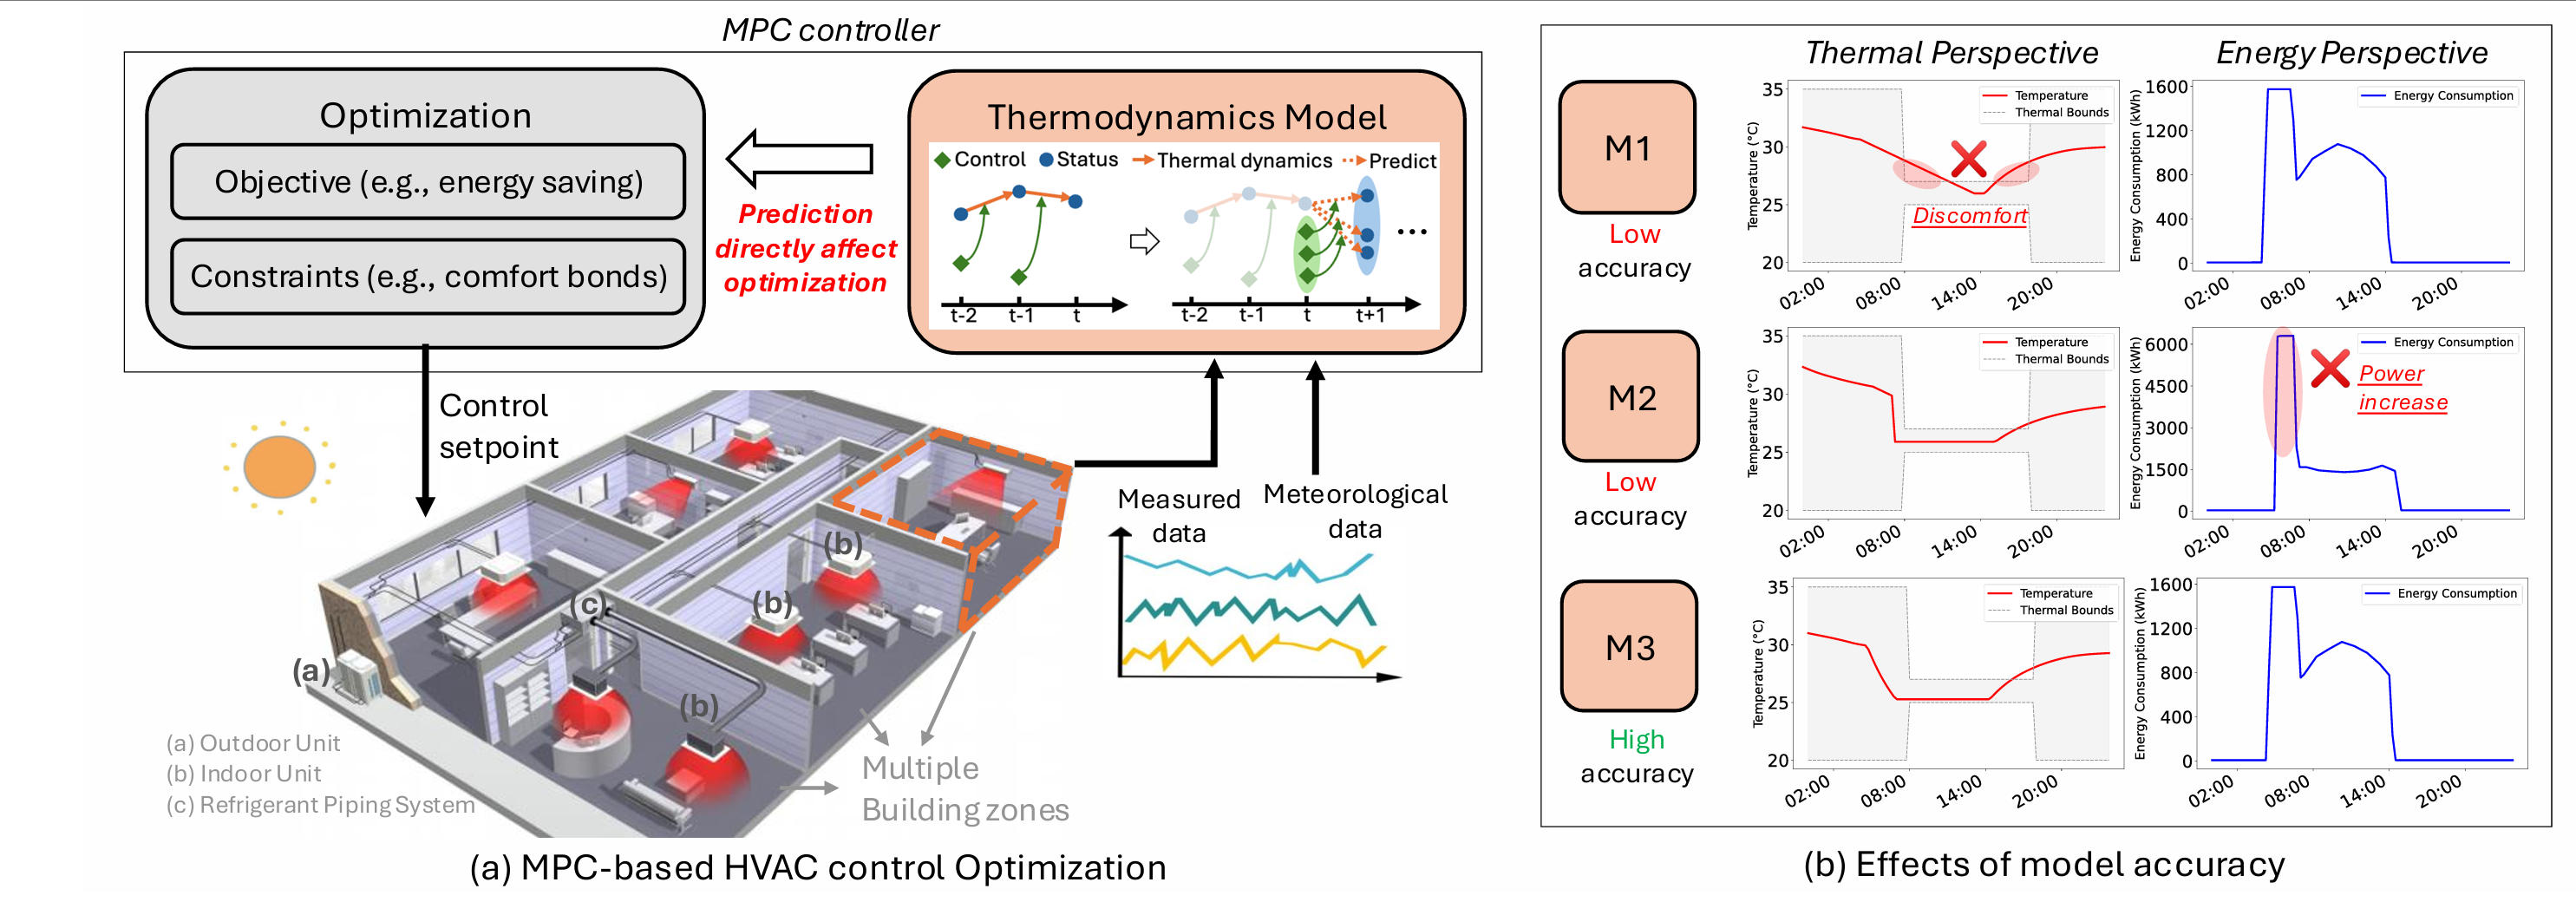 MPC controller
Optimization
Objective (e.g., energy saving)
Constraints (e.g., comfort bonds)
Prediction
directly affect
optimization
Thermodynamics Model
Control Status Thermal dynamics Predict
t-2 t-1 t
t-2 t-1 t t+1
...
Control
setpoint
Measured
data
Meteorological
data
(a)
(b)
(b)
(b)
(c)
(a) Outdoor Unit
(b) Indoor Unit
(c) Refrigerant Piping System
Multiple
Building zones
(a) MPC-based HVAC control Optimization
Thermal Perspective
Energy Perspective
M1
Low
accuracy
Temperature (°C)
35
30
25
20
Temperature
Thermal Bounds
Discomfort
02:00 08:00 14:00 20:00
Energy Consumption (kWh)
1600
1200
800
400
0
Energy Consumption
02:00 08:00 14:00 20:00
M2
Low
accuracy
Temperature (°C)
35
30
25
20
Temperature
Thermal Bounds
02:00 08:00 14:00 20:00
Energy Consumption (kWh)
6000
4500
3000
1500
0
Energy Consumption
Power
increase
02:00 08:00 14:00 20:00
M3
High
accuracy
Temperature (°C)
35
30
25
20
Temperature
Thermal Bounds
02:00 08:00 14:00 20:00
Energy Consumption (kWh)
1600
1200
800
400
0
Energy Consumption
02:00 08:00 14:00 20:00
(b) Effects of model accuracy